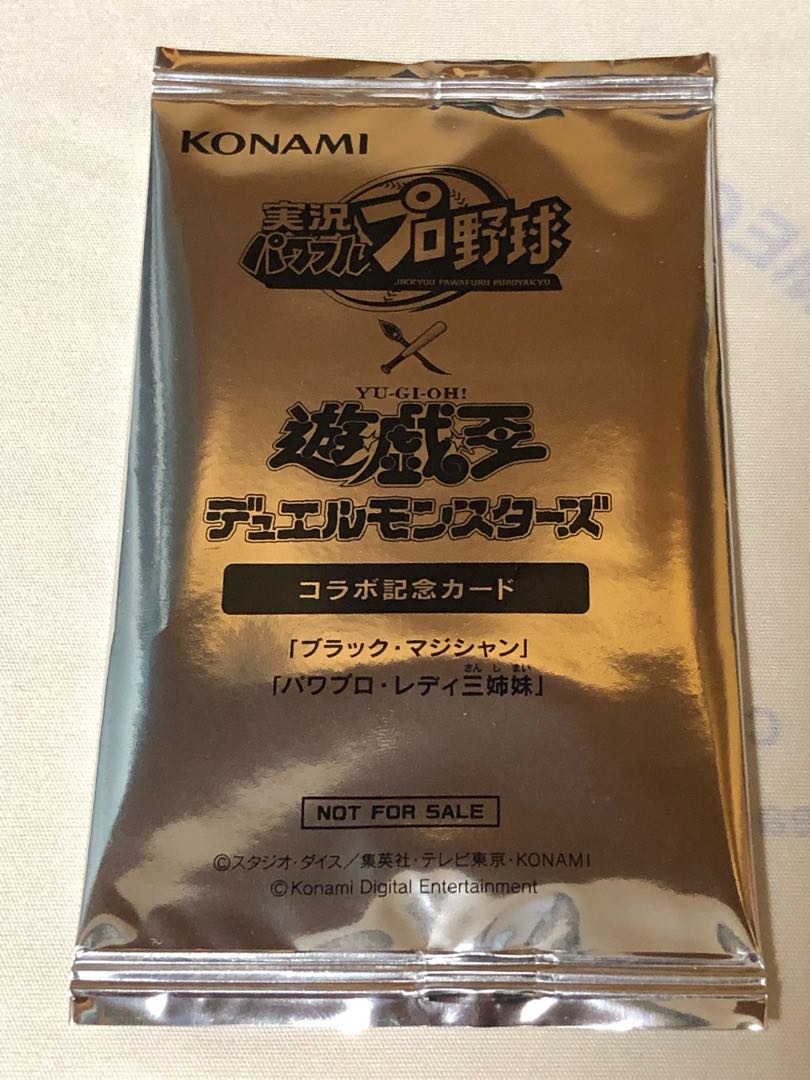 KONAMI
実況
パワフルプロ野球
JIKKYOU PAWAFURU PUROYAKYU
YU-GI-OH!
遊戯王
デュエルモンスターズ
コラボ記念カード
「ブラック・マジシャン」
さんしまい
「パワプロ・レディ三姉妹」
NOT FOR SALE
©スタジオ・ダイス/集英社・テレビ東京・KONAMI
©Konami Digital Entertainment